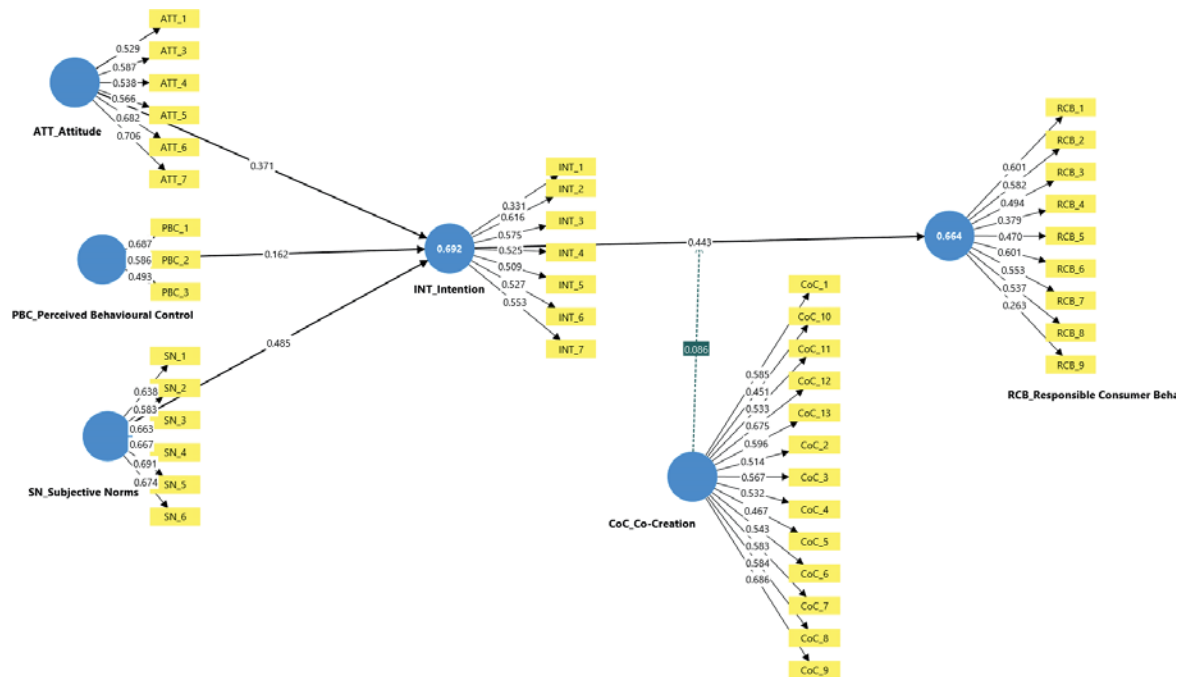 ATT_1
0.529
ATT_3
0.587
ATT_4
0.538
ATT_5
0.566
ATT_6
0.682
ATT_7
0.706
ATT_Attitude
0.371
PBC_1
0.687
PBC_2
0.586
PBC_3
0.493
0.162
PBC_Perceived Behavioural Control
SN_1
0.638
SN_2
0.583
SN_3
0.663
SN_4
0.667
SN_5
0.691
SN_6
0.674
SN_Subjective Norms
0.485
0.692
INT_Intention
INT_1
0.331
INT_2
0.616
INT_3
0.575
INT_4
0.525
INT_5
0.509
INT_6
0.527
INT_7
0.553
0.443
0.086
CoC_1
0.585
CoC_10
0.451
CoC_11
0.533
CoC_12
0.675
CoC_13
0.596
CoC_2
0.514
CoC_3
0.567
CoC_4
0.532
CoC_5
0.467
CoC_6
0.543
CoC_7
0.583
CoC_8
0.584
CoC_9
0.686
CoC_Co-Creation
0.664
RCB_1
0.601
RCB_2
0.582
RCB_3
0.494
RCB_4
0.379
RCB_5
0.470
RCB_6
0.601
RCB_7
0.553
RCB_8
0.537
RCB_9
0.263
RCB_Responsible Consumer Beha